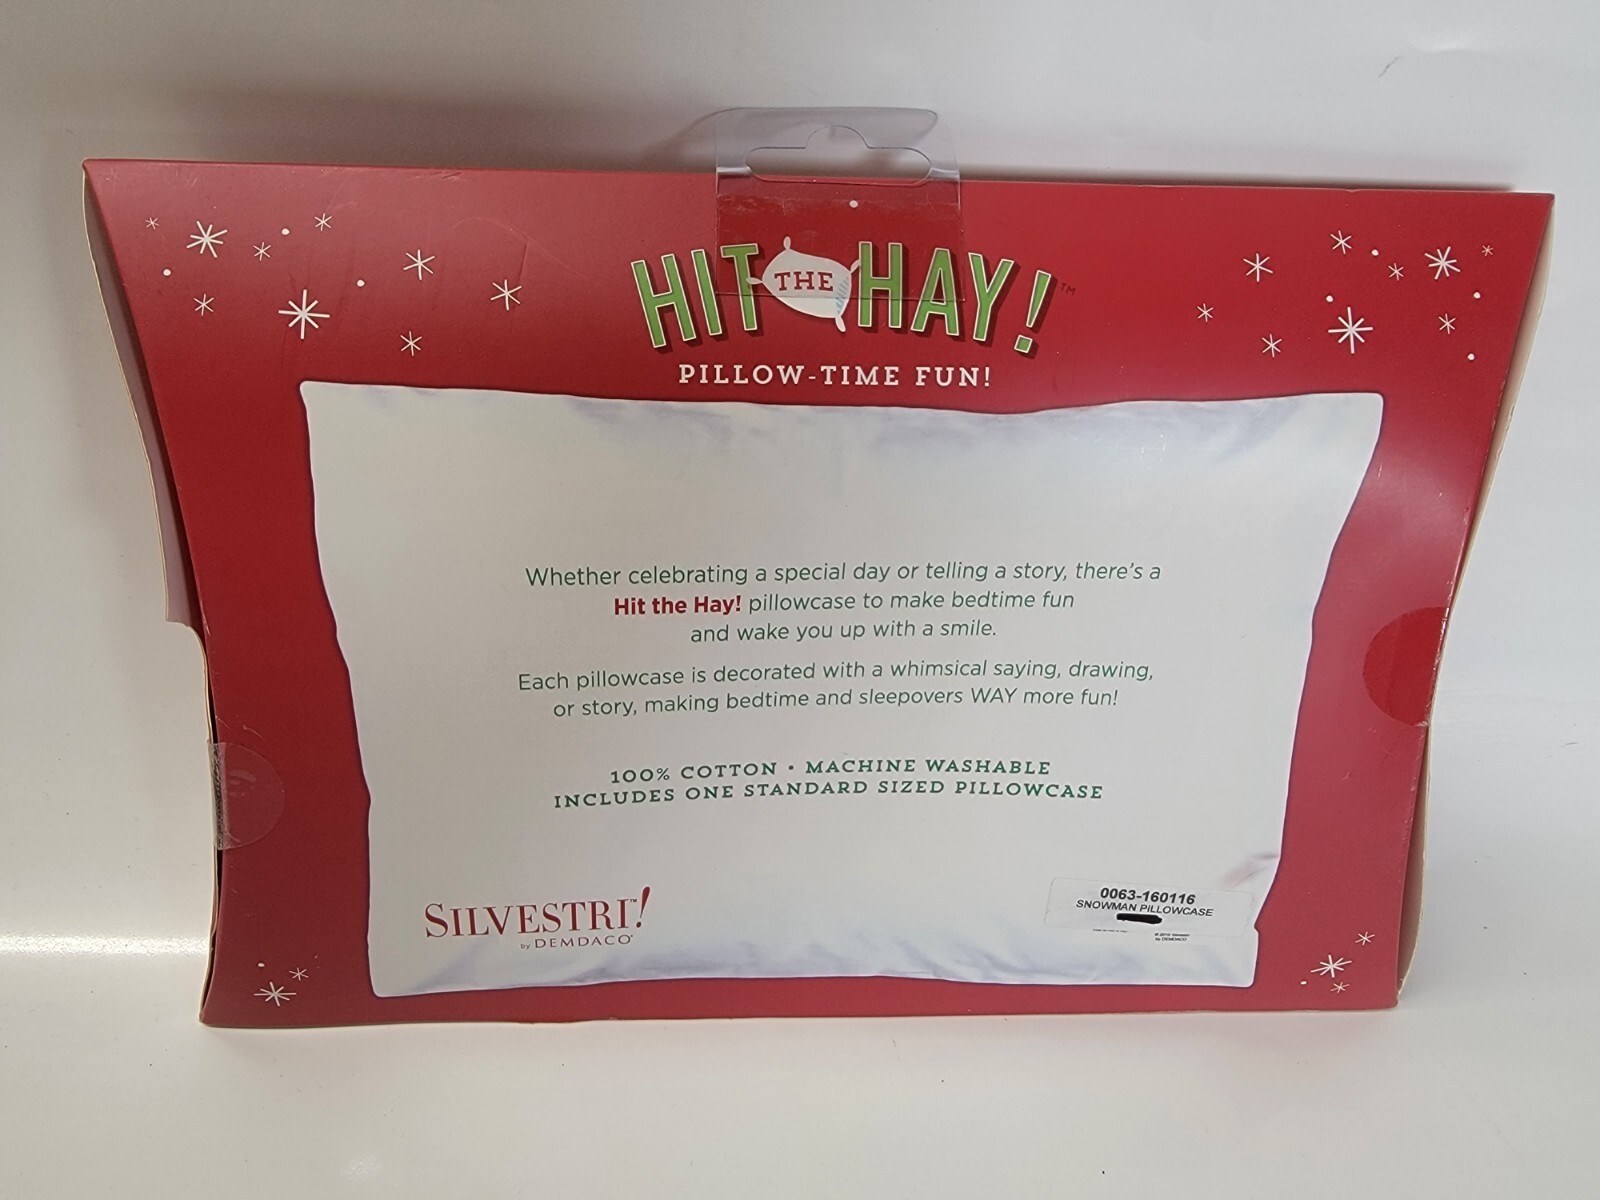 HIT THE HAY!™
PILLOW-TIME FUN!
Whether celebrating a special day or telling a story, there's a
Hit the Hay! pillowcase to make bedtime fun
and wake you up with a smile.
Each pillowcase is decorated with a whimsical saying, drawing,
or story, making bedtime and sleepovers WAY more fun!
100% COTTON • MACHINE WASHABLE
INCLUDES ONE STANDARD SIZED PILLOWCASE
SILVESTRI!™
by DEMDACO®
0063-160116
SNOWMAN PILLOWCASE
by DEMDACO